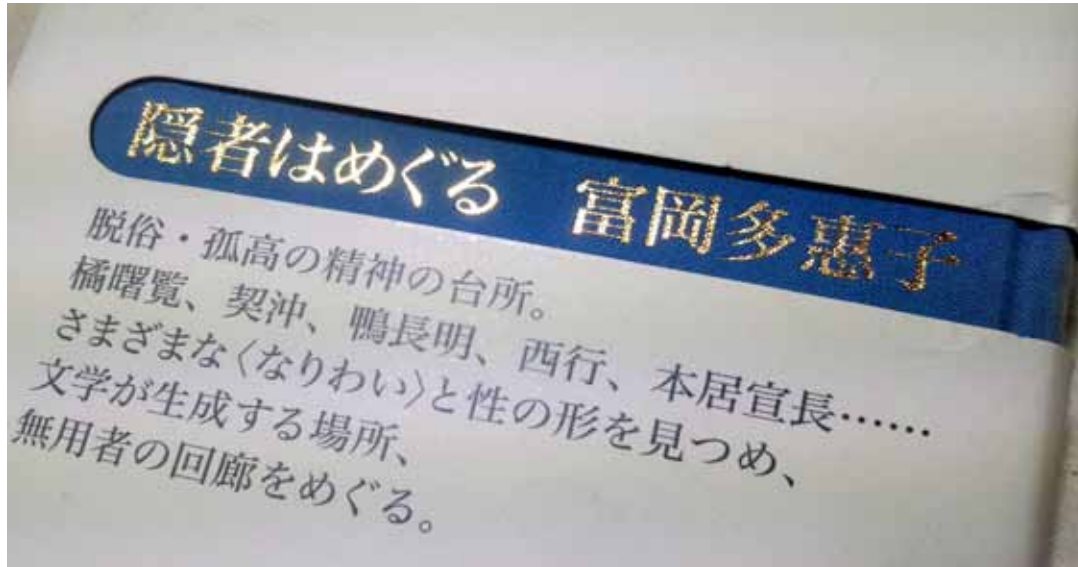 隠者はめぐる　富岡多惠子
脱俗・孤高の精神の台所。
橘曙覧、契沖、鴨長明、西行、本居宣長……
さまざまな〈なりわい〉と性の形を見つめ、
文学が生成する場所、
無用者の回廊をめぐる。